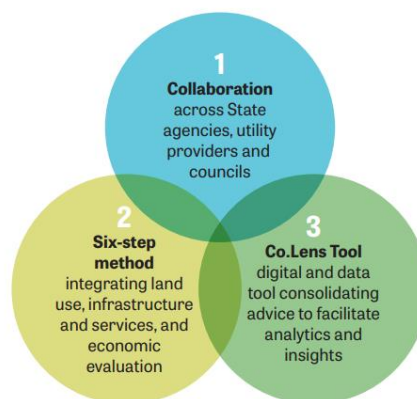 1
Collaboration
across State
agencies, utility
providers and
councils
2
Six-step
method
integrating land
use, infrastructure
and services, and
economic
evaluation
3
Co.Lens Tool
digital and data
tool consolidating
advice to facilitate
analytics and
insights